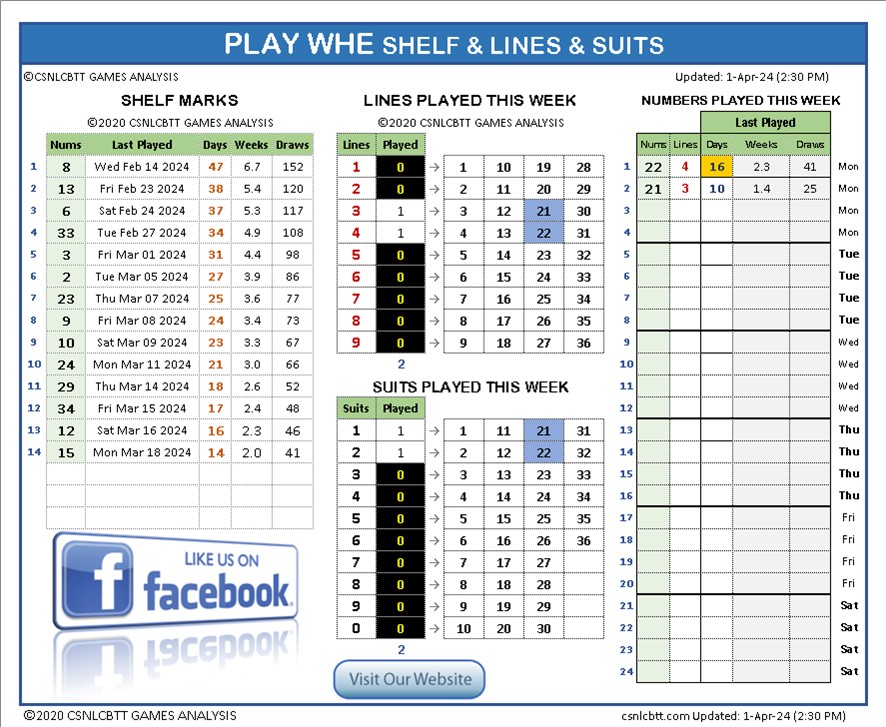 PLAY WHE SHELF & LINES & SUITS
©CSNLCBTT GAMES ANALYSIS
Updated: 1-Apr-24 (2:30 PM)
SHELF MARKS
©2020 CSNLCBTT GAMES ANALYSIS
Nums Last Played Days Weeks Draws
1 8 Wed Feb 14 2024 47 6.7 152
2 13 Fri Feb 23 2024 38 5.4 120
3 6 Sat Feb 24 2024 37 5.3 117
4 33 Tue Feb 27 2024 34 4.9 108
5 3 Fri Mar 01 2024 31 4.4 98
6 2 Tue Mar 05 2024 27 3.9 86
7 23 Thu Mar 07 2024 25 3.6 77
8 9 Fri Mar 08 2024 24 3.4 73
9 10 Sat Mar 09 2024 23 3.3 67
10 24 Mon Mar 11 2024 21 3.0 66
11 29 Thu Mar 14 2024 18 2.6 52
12 34 Fri Mar 15 2024 17 2.4 48
13 12 Sat Mar 16 2024 16 2.3 46
14 15 Mon Mar 18 2024 14 2.0 41
LIKE US ON
facebook
LINES PLAYED THIS WEEK
©2020 CSNLCBTT GAMES ANALYSIS
Lines Played
1 0 → 1 10 19 28
2 0 → 2 11 20 29
3 1 → 3 12 21 30
4 1 → 4 13 22 31
5 0 → 5 14 23 32
6 0 → 6 15 24 33
7 0 → 7 16 25 34
8 0 → 8 17 26 35
9 0 → 9 18 27 36
2
SUITS PLAYED THIS WEEK
Suits Played
1 1 → 1 11 21 31
2 1 → 2 12 22 32
3 0 → 3 13 23 33
4 0 → 4 14 24 34
5 0 → 5 15 25 35
6 0 → 6 16 26 36
7 0 → 7 17 27
8 0 → 8 18 28
9 0 → 9 19 29
0 0 → 10 20 30
2
Visit Our Website
NUMBERS PLAYED THIS WEEK
Last Played
Nums Lines Days Weeks Draws
1 22 4 16 2.3 41 Mon
2 21 3 10 1.4 25 Mon
3 Mon
4 Mon
5 Tue
6 Tue
7 Tue
8 Tue
9 Wed
10 Wed
11 Wed
12 Wed
13 Thu
14 Thu
15 Thu
16 Thu
17 Fri
18 Fri
19 Fri
20 Fri
21 Sat
22 Sat
23 Sat
24 Sat
©2020 CSNLCBTT GAMES ANALYSIS
csnlcbtt.com Updated: 1-Apr-24 (2:30 PM)